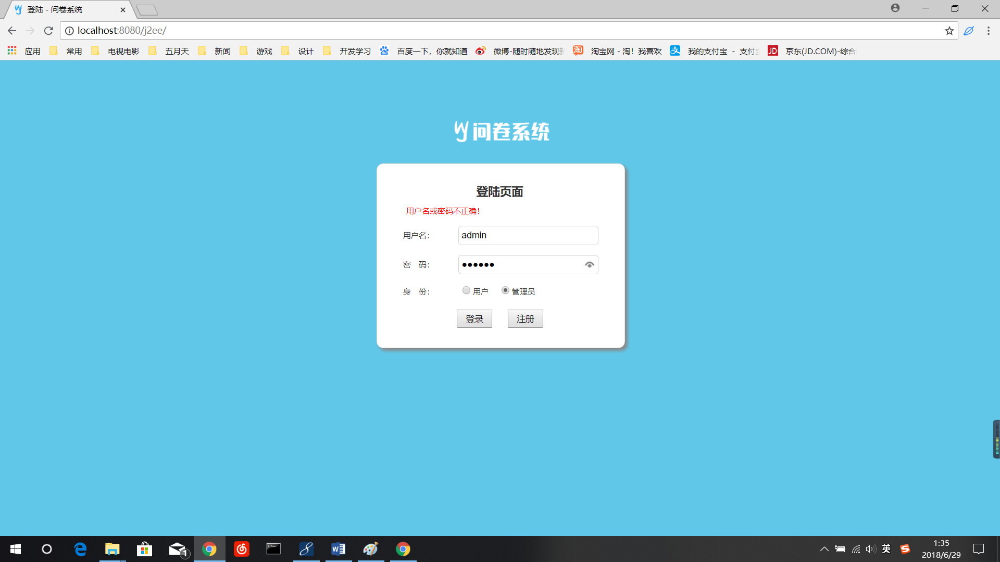 登陆 - 问卷系统
localhost:8080/j2ee/
应用 常用 电视电影 五月天 新闻 游戏 设计 开发学习 百度一下，你就知道 微博-随时随地发现 淘宝网 - 淘！我喜欢 我的支付宝 - 支付 京东(JD.COM)-综合
问卷系统
登陆页面
用户名或密码不正确！
用户名：admin
密 码：••••••
身 份：用户 管理员
登录 注册
1 英 1:35
2018/6/29